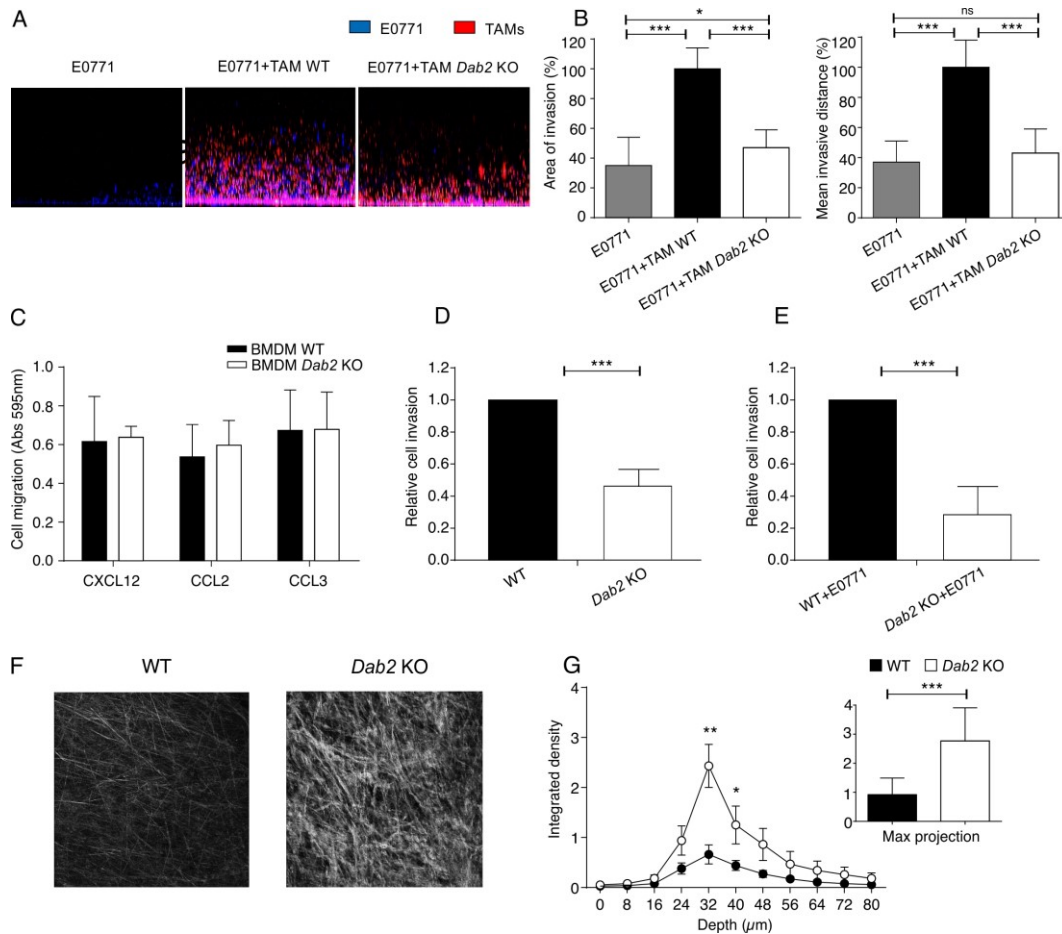 A
E0771 TAMs
E0771 E0771+TAM WT E0771+TAM Dab2 KO
B
* 
*** ***
Area of invasion (%)
120
100
80
60
40
20
0
E0771
E0771+TAM WT
E0771+TAM Dab2 KO
ns
*** ***
Mean invasive distance (%)
120
100
80
60
40
20
0
E0771
E0771+TAM WT
E0771+TAM Dab2 KO
C
BMDM WT
BMDM Dab2 KO
Cell migration (Abs 595nm)
1.0
0.8
0.6
0.4
0.2
0.0
CXCL12 CCL2 CCL3
D
***
Relative cell invasion
1.2
1.0
0.8
0.6
0.4
0.2
0.0
WT
Dab2 KO
E
***
Relative cell invasion
1.2
1.0
0.8
0.6
0.4
0.2
0.0
WT+E0771
Dab2 KO+E0771
F
WT Dab2 KO
G
WT Dab2 KO
Integrated density
4
3
2
1
0
**
*
0 8 16 24 32 40 48 56 64 72 80
Depth (µm)
***
4
3
2
1
0
Max projection